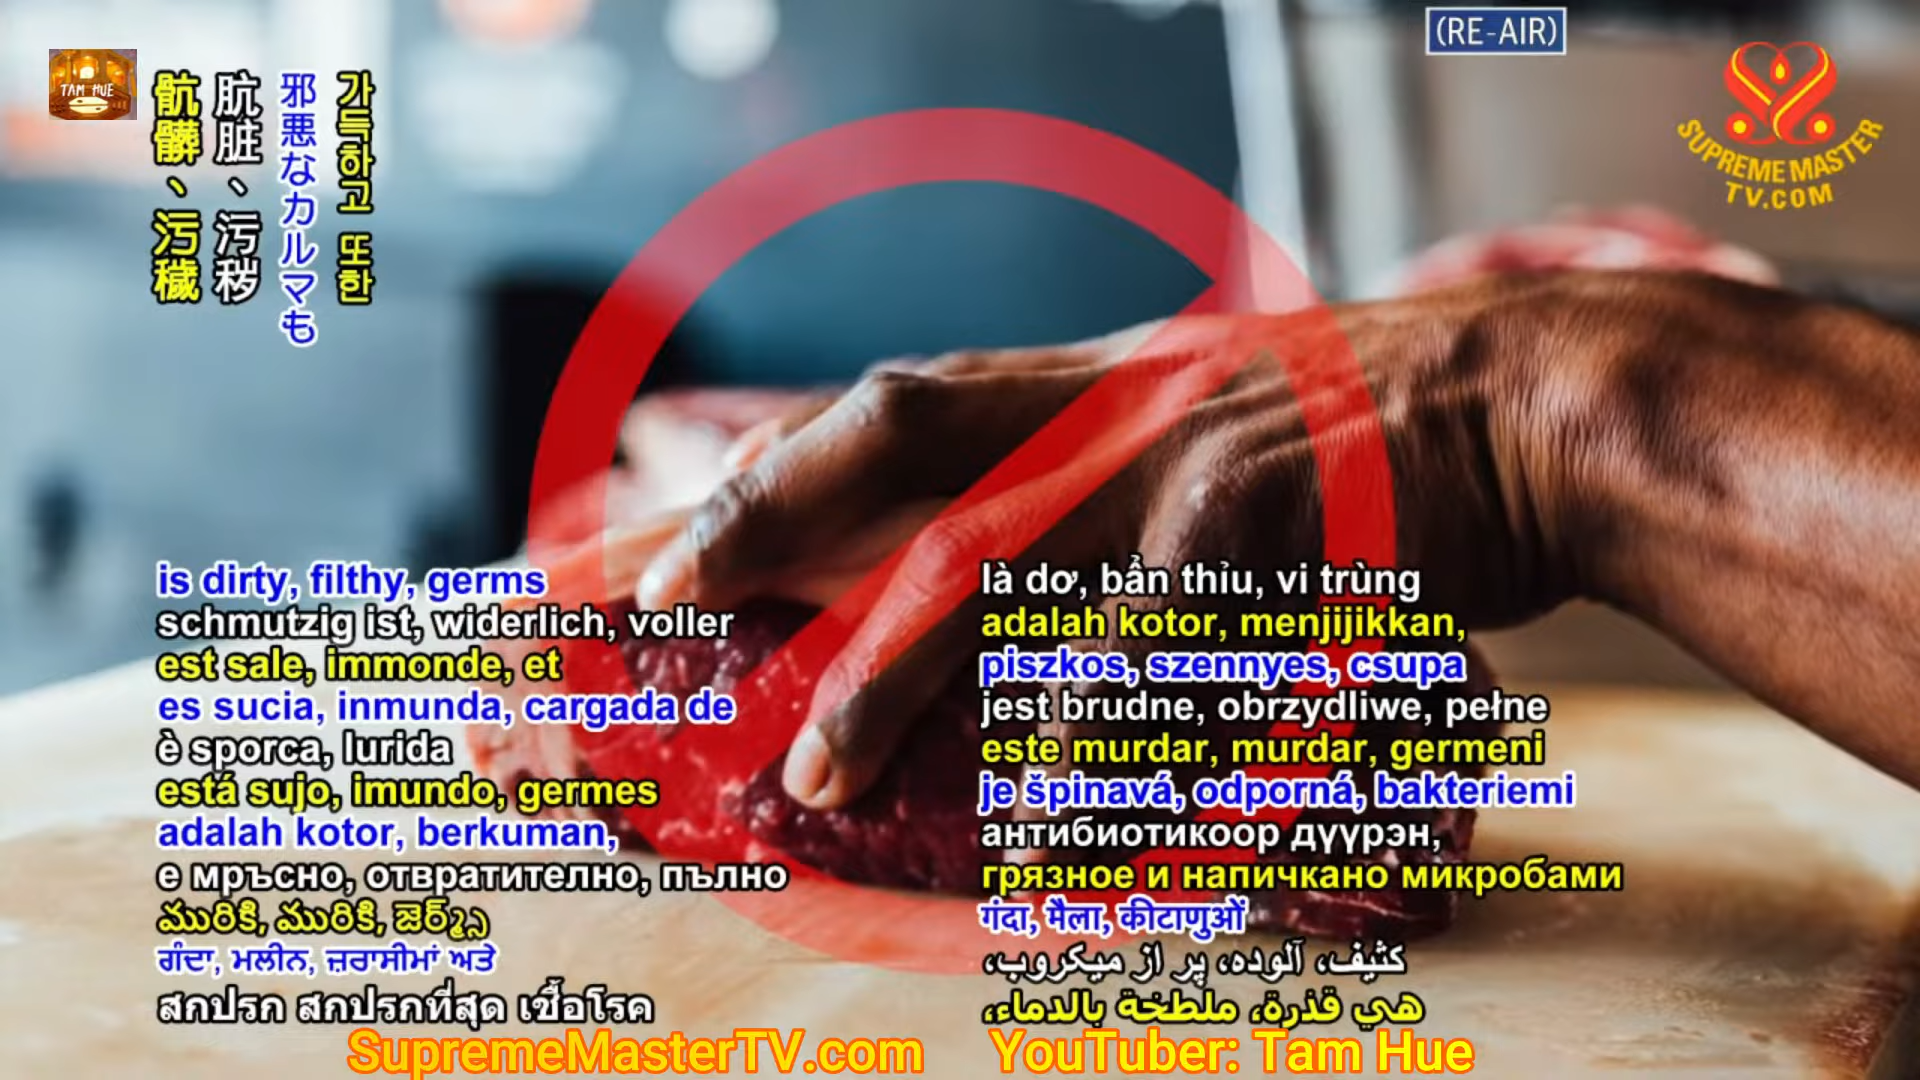 (RE-AIR)
TAM HUE
SUPREME MASTER
TV.COM
骯髒、污穢
肮脏、污秽
邪悪なカルマも
가득하고 또한
is dirty, filthy, germs
schmutzig ist, widerlich, voller
est sale, immonde, et
es sucia, inmunda, cargada de
è sporca, lurida
está sujo, imundo, germes
adalah kotor, berkuman,
е мръсно, отвратително, пълно
మురికి, మురికి, జెర్మ్స్
ਗੰਦਾ, ਮਲੀਨ, ਜ਼ਰਾਸੀਮਾਂ ਅਤੇ
สกปรก สกปรกที่สุด เชื้อโรค
là dơ, bẩn thỉu, vi trùng
adalah kotor, menjijikkan,
piszkos, szennyes, csupa
jest brudne, obrzydliwe, pełne
este murdar, murdar, germeni
je špinavá, odporná, bakteriemi
антибиотикоор дүүрэн,
грязное и напичкано микробами
गंदा, मैला, कीटाणुओं
کثیف، آلوده، پر از میکروب،
هي قذرة، ملطخة بالدماء،
SupremeMasterTV.com YouTuber: Tam Hue